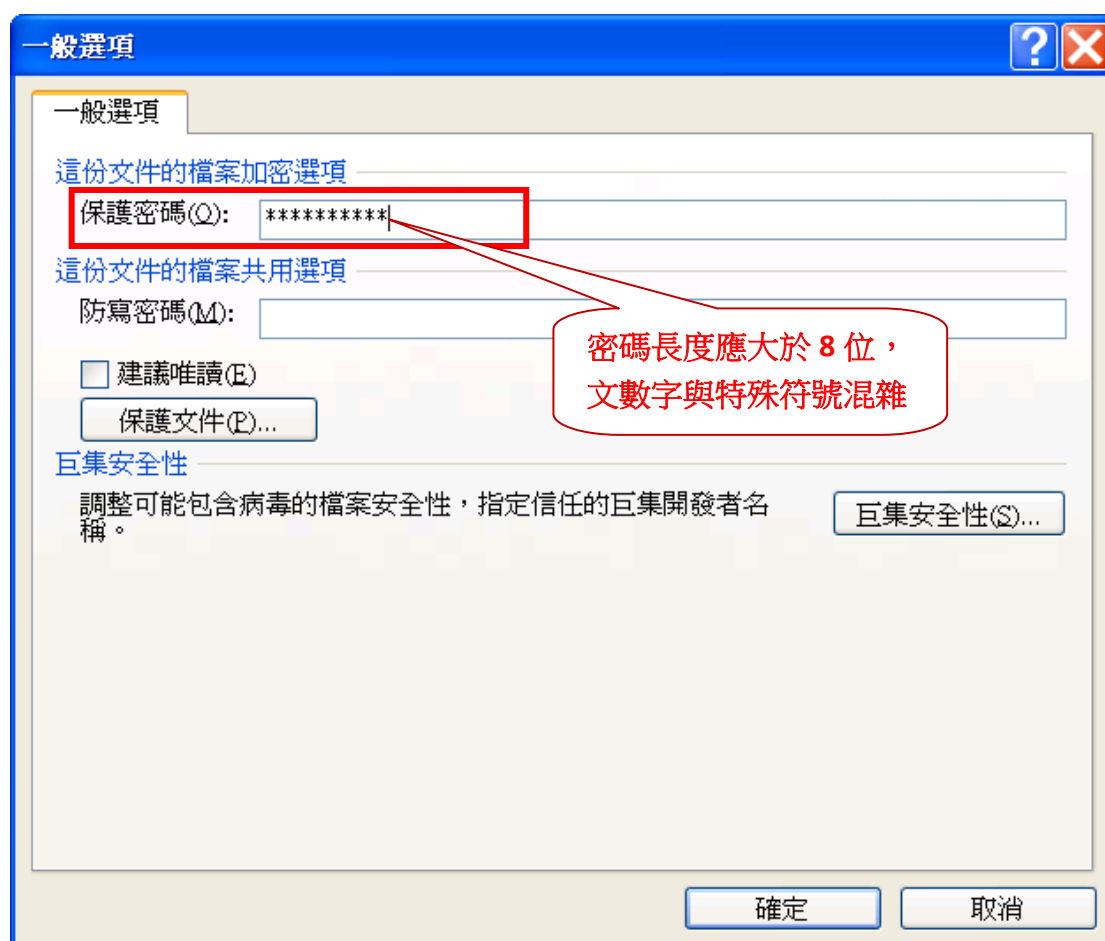 一般選項
一般選項
這份文件的檔案加密選項
保護密碼(O): **********
這份文件的檔案共用選項
防寫密碼(M):
密碼長度應大於 8 位，
文數字與特殊符號混雜
建議唯讀(E)
保護文件(P)...
巨集安全性
調整可能包含病毒的檔案安全性，指定信任的巨集開發者名
稱。
巨集安全性(S)...
確定
取消